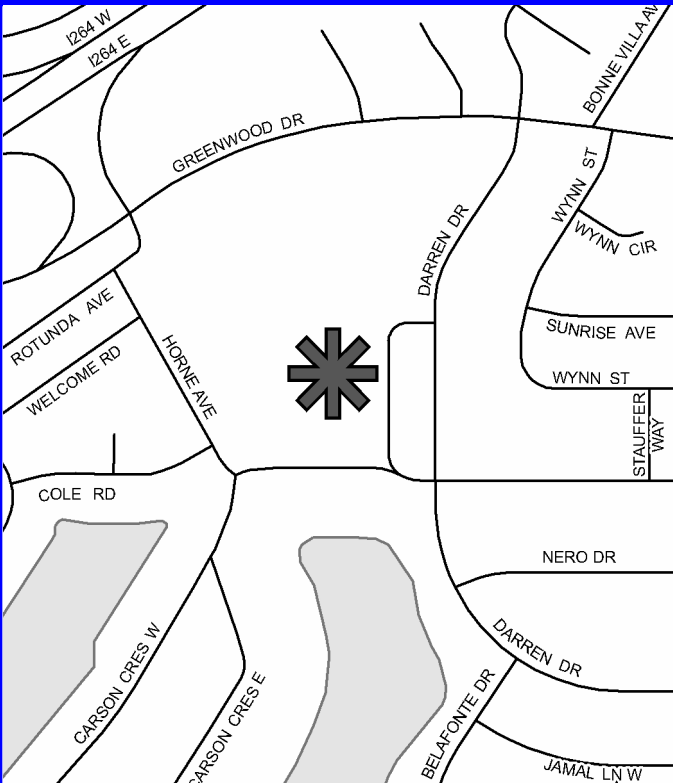 I264 W
I264 E
BONNE VILLA AV
GREENWOOD DR
WYNN ST
WYNN CIR
DARREN DR
ROTUNDA AVE
SUNRISE AVE
HORNE AVE
WELCOME RD
WYNN ST
STAUFFER
WAY
COLE RD
NERO DR
DARREN DR
CARSON CRES W
CARSON CRES E
BELAFONTE DR
JAMAL LN W